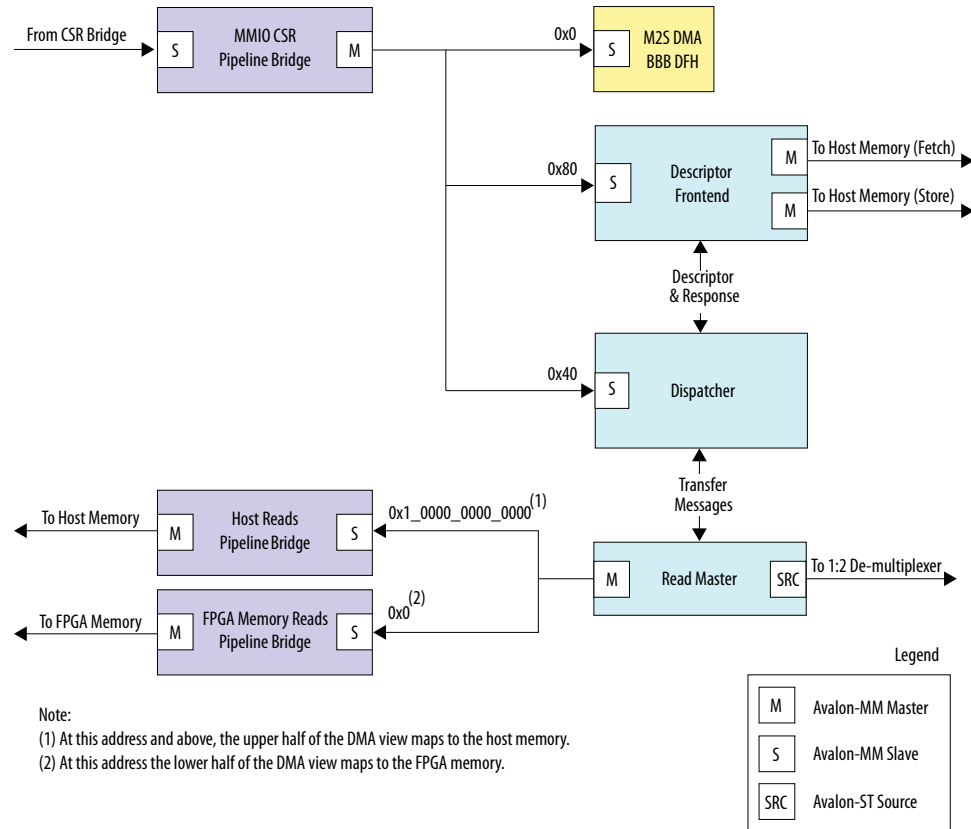 From CSR Bridge
S
MMIO CSR
Pipeline Bridge
M
0x0
S
M2S DMA
BBB DFH
0x80
S
Descriptor
Frontend
M
To Host Memory (Fetch)
M
To Host Memory (Store)
Descriptor
& Response
0x40
S
Dispatcher
Transfer
Messages
To Host Memory
M
Host Reads
Pipeline Bridge
S
0x1_0000_0000_0000(1)
M
Read Master
SRC
To 1:2 De-multiplexer
To FPGA Memory
M
FPGA Memory Reads
Pipeline Bridge
S
0x0(2)
Legend
M Avalon-MM Master
S Avalon-MM Slave
SRC Avalon-ST Source
Note:
(1) At this address and above, the upper half of the DMA view maps to the host memory.
(2) At this address the lower half of the DMA view maps to the FPGA memory.